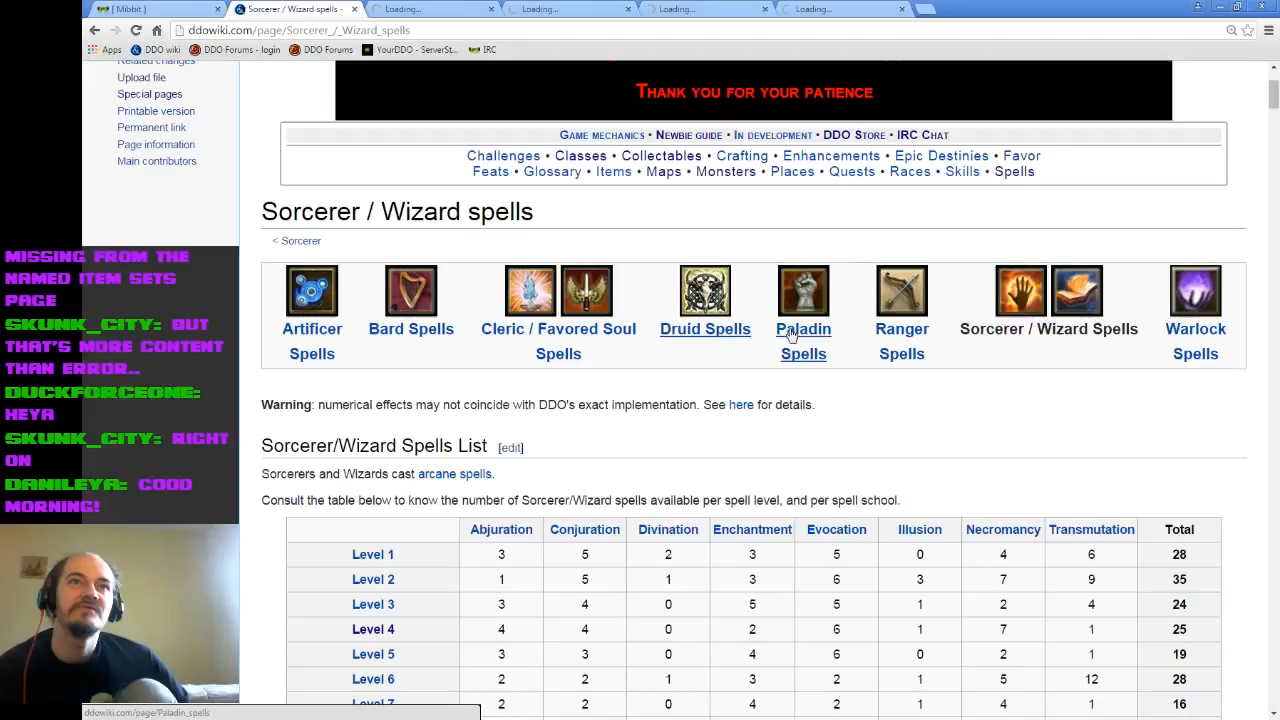 [ Mibbit ]
Sorcerer / Wizard spells -
Loading...
Loading...
Loading...
Loading...
ddowiki.com/page/Sorcerer_/_Wizard_spells
Apps
DDO wiki
DDO Forums - login
DDO Forums
YourDDO - ServerSt...
IRC
Related changes
Upload file
Special pages
Printable version
Permanent link
Page information
Main contributors
THANK YOU FOR YOUR PATIENCE
GAME MECHANICS • NEWBIE GUIDE • IN DEVELOPMENT • DDO STORE • IRC CHAT
Challenges • Classes • Collectables • Crafting • Enhancements • Epic Destinies • Favor
Feats • Glossary • Items • Maps • Monsters • Places • Quests • Races • Skills • Spells
Sorcerer / Wizard spells
< Sorcerer
Artificer Spells
Bard Spells
Cleric / Favored Soul Spells
Druid Spells
Paladin Spells
Ranger Spells
Sorcerer / Wizard Spells
Warlock Spells
Warning: numerical effects may not coincide with DDO's exact implementation. See here for details.
Sorcerer/Wizard Spells List [edit]
Sorcerers and Wizards cast arcane spells.
Consult the table below to know the number of Sorcerer/Wizard spells available per spell level, and per spell school.
Abjuration Conjuration Divination Enchantment Evocation Illusion Necromancy Transmutation Total
Level 1 3 5 2 3 5 0 4 6 28
Level 2 1 5 1 3 6 3 7 9 35
Level 3 3 4 0 5 5 1 2 4 24
Level 4 4 4 0 2 6 1 7 1 25
Level 5 3 3 0 4 6 0 2 1 19
Level 6 2 2 1 3 2 1 5 12 28
Level 7 2 2 0 4 2 1 4 1 16
MISSING FROM THE
NAMED ITEM SETS
PAGE
SKUNK_CITY: BUT
THAT'S MORE CONTENT
THAN ERROR..
DUCKFORCEONE:
HEYA
SKUNK_CITY: RIGHT
ON
DANILEYA: GOOD
MORNING!
ddowiki.com/page/Paladin_spells